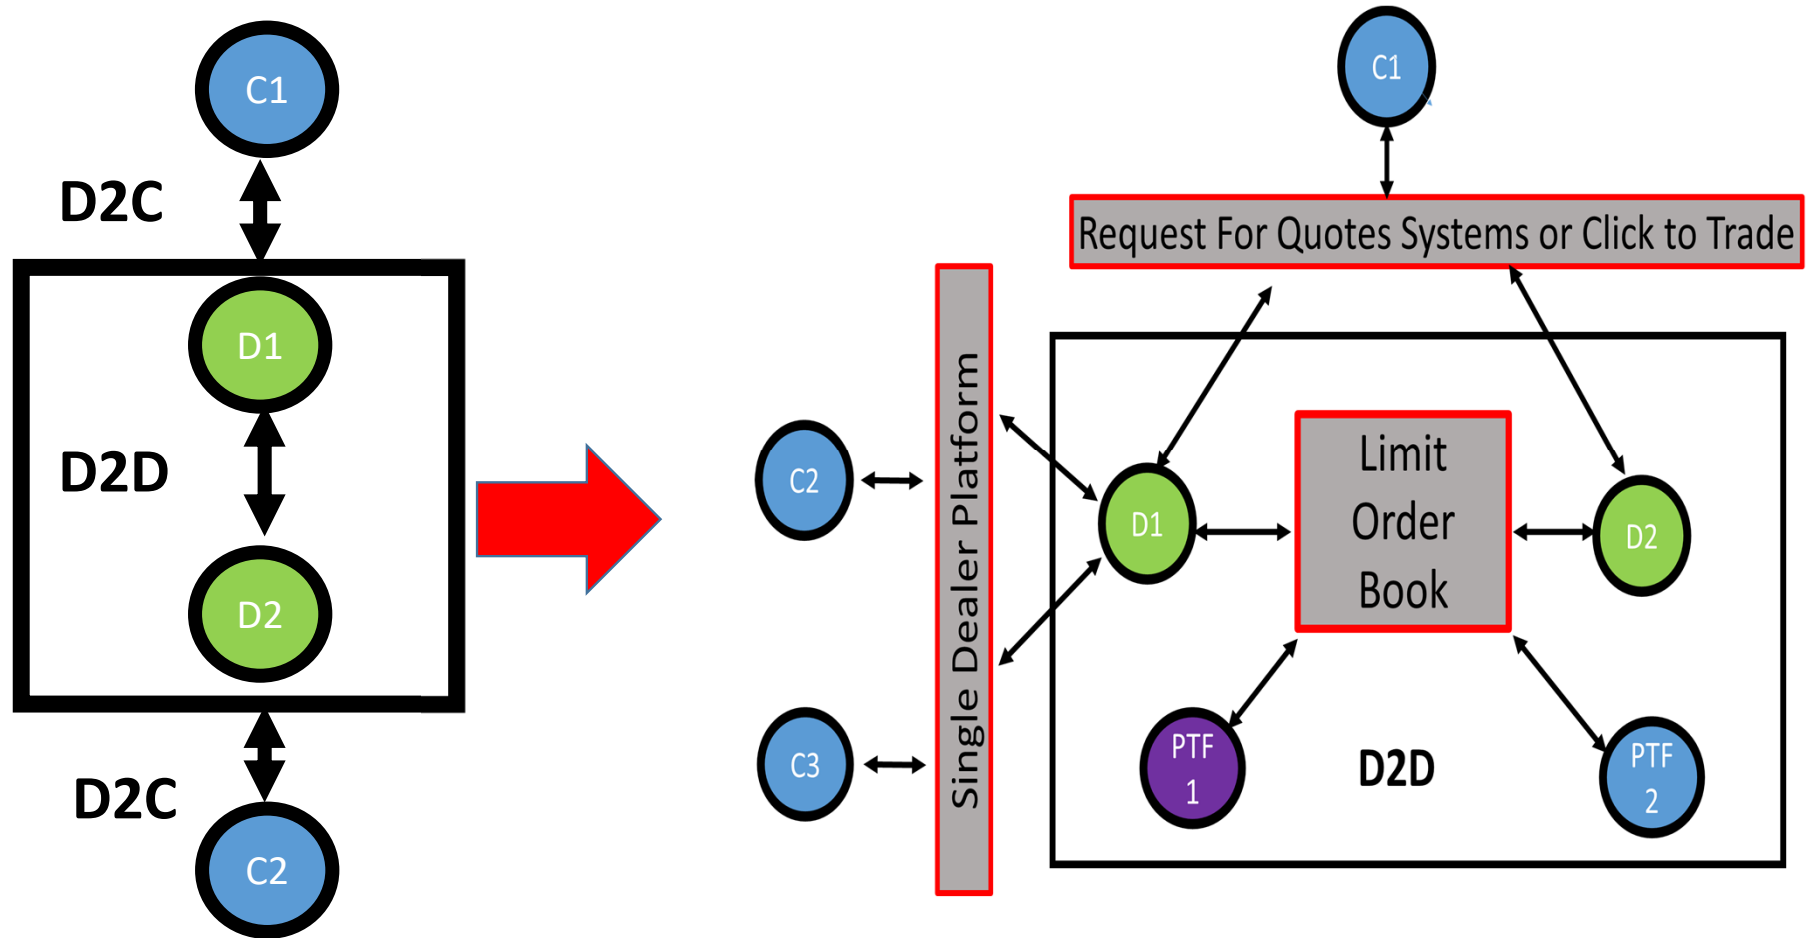 C1
D2C
D1
D2D
D2
D2C
C2
C1
Request For Quotes Systems or Click to Trade
Single Dealer Platform
C2
C3
D1
Limit
Order
Book
D2
PTF
1
D2D
PTF
2